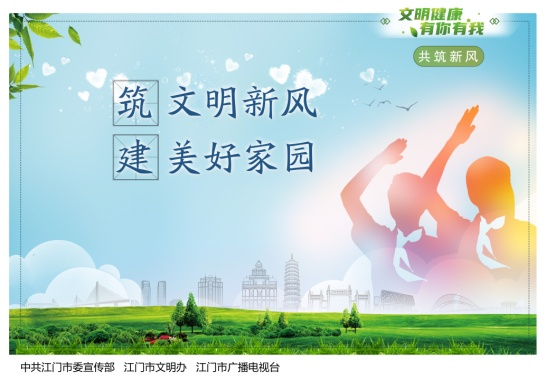 文明健康
有你有我
共筑新风
筑文明新风
建美好家园
中共江门市委宣传部 江门市文明办 江门市广播电视台